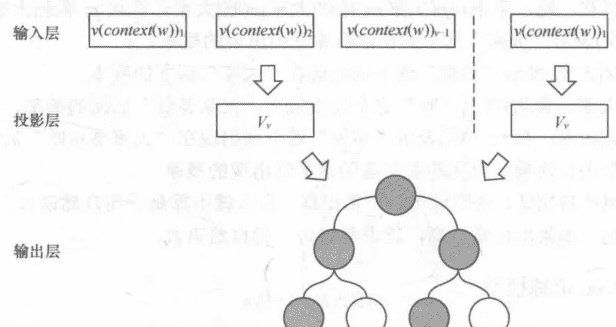 输入层 v(context(w))₁ v(context(w))₂ v(context(w))ᵥ₋₁ v(context(w))₁
投影层 Vᵥ Vᵥ
输出层